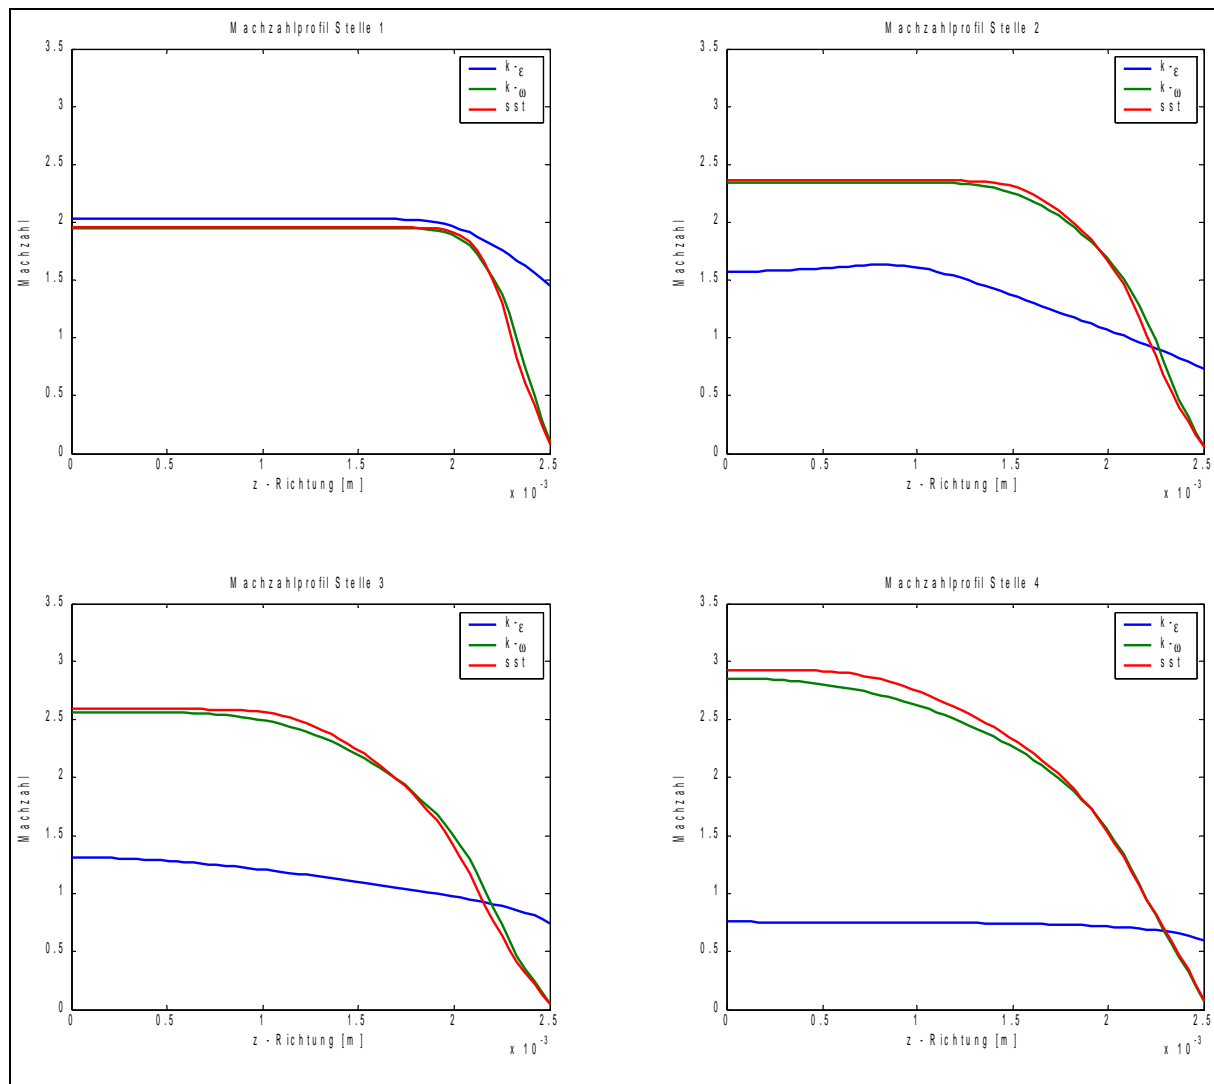 Machzahlprofil Stelle 1
3.5
3
2.5
2
1.5
1
0.5
0
Machzahl
k-ε
k-ω
sst
0 0.5 1 1.5 2 2.5
z - Richtung [m]
x 10^-3
Machzahlprofil Stelle 2
3.5
3
2.5
2
1.5
1
0.5
0
Machzahl
k-ε
k-ω
sst
0 0.5 1 1.5 2 2.5
z - Richtung [m]
x 10^-3
Machzahlprofil Stelle 3
3.5
3
2.5
2
1.5
1
0.5
0
Machzahl
k-ε
k-ω
sst
0 0.5 1 1.5 2 2.5
z - Richtung [m]
x 10^-3
Machzahlprofil Stelle 4
3.5
3
2.5
2
1.5
1
0.5
0
Machzahl
k-ε
k-ω
sst
0 0.5 1 1.5 2 2.5
z - Richtung [m]
x 10^-3